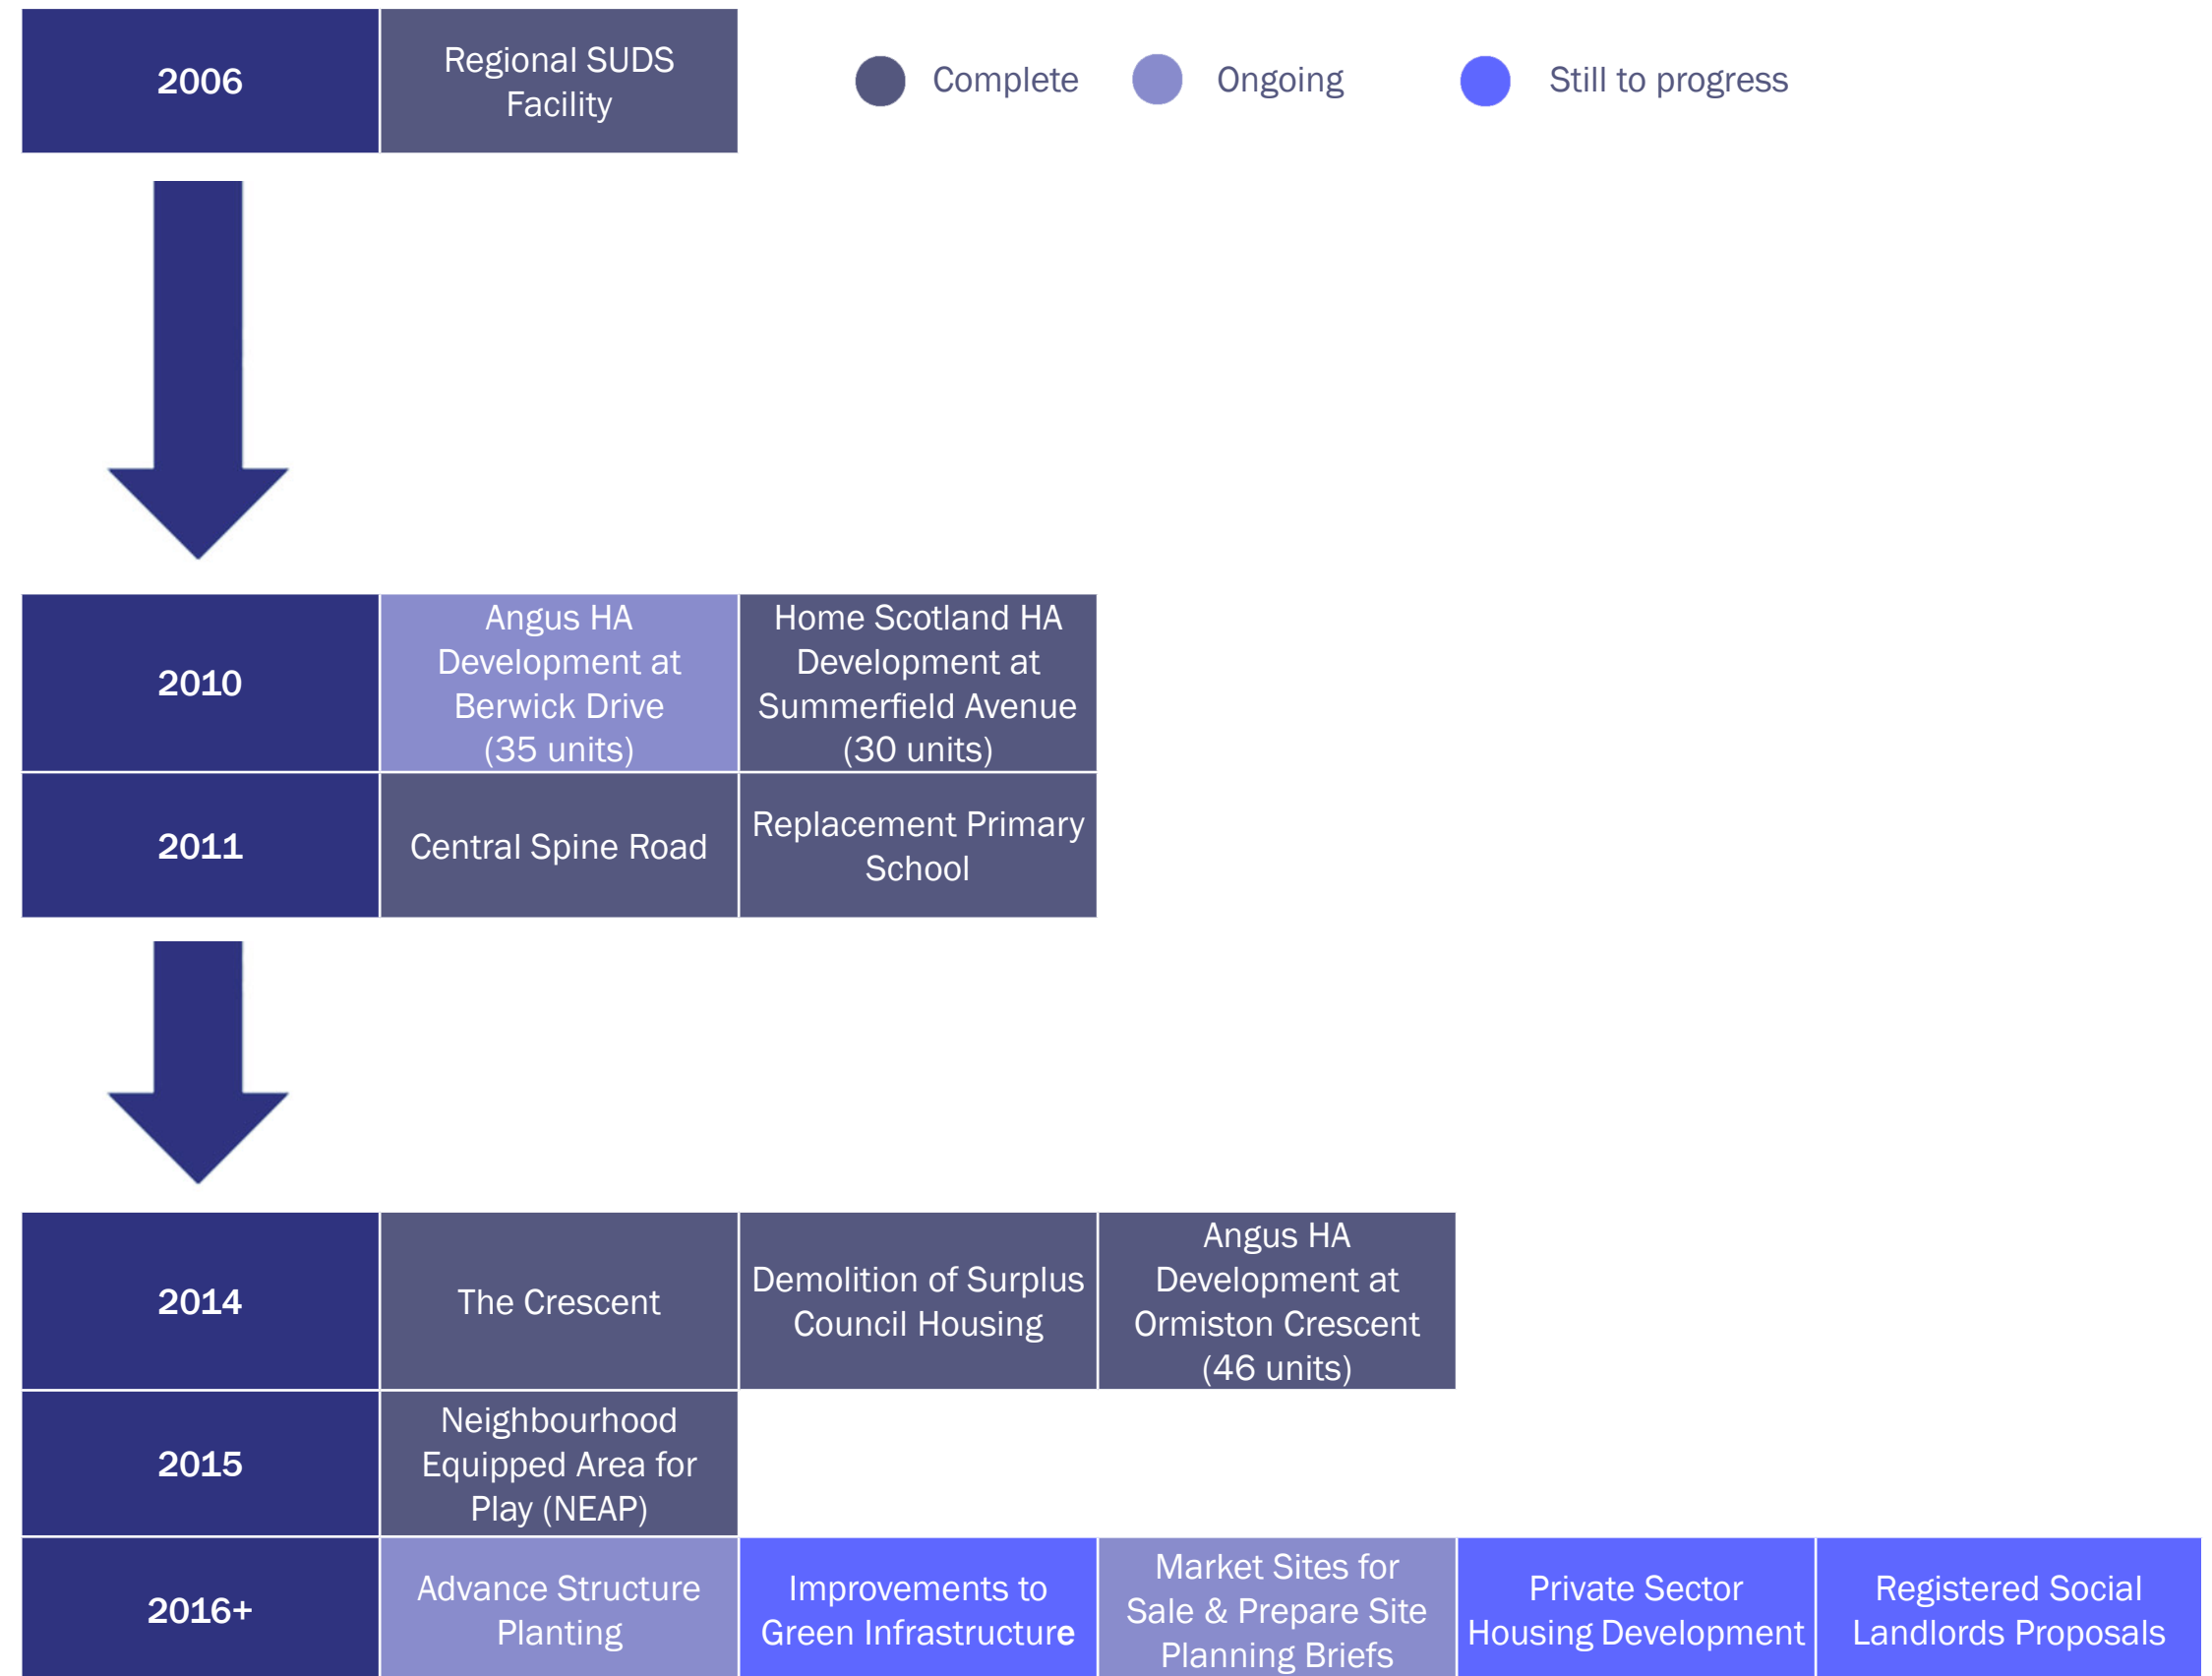 2006
Regional SUDS
Facility
Complete
Ongoing
Still to progress
2010
Angus HA
Development at
Berwick Drive
(35 units)
Home Scotland HA
Development at
Summerfield Avenue
(30 units)
2011
Central Spine Road
Replacement Primary
School
2014
The Crescent
Demolition of Surplus
Council Housing
Angus HA
Development at
Ormiston Crescent
(46 units)
2015
Neighbourhood
Equipped Area for
Play (NEAP)
2016+
Advance Structure
Planting
Improvements to
Green Infrastructure
Market Sites for
Sale & Prepare Site
Planning Briefs
Private Sector
Housing Development
Registered Social
Landlords Proposals